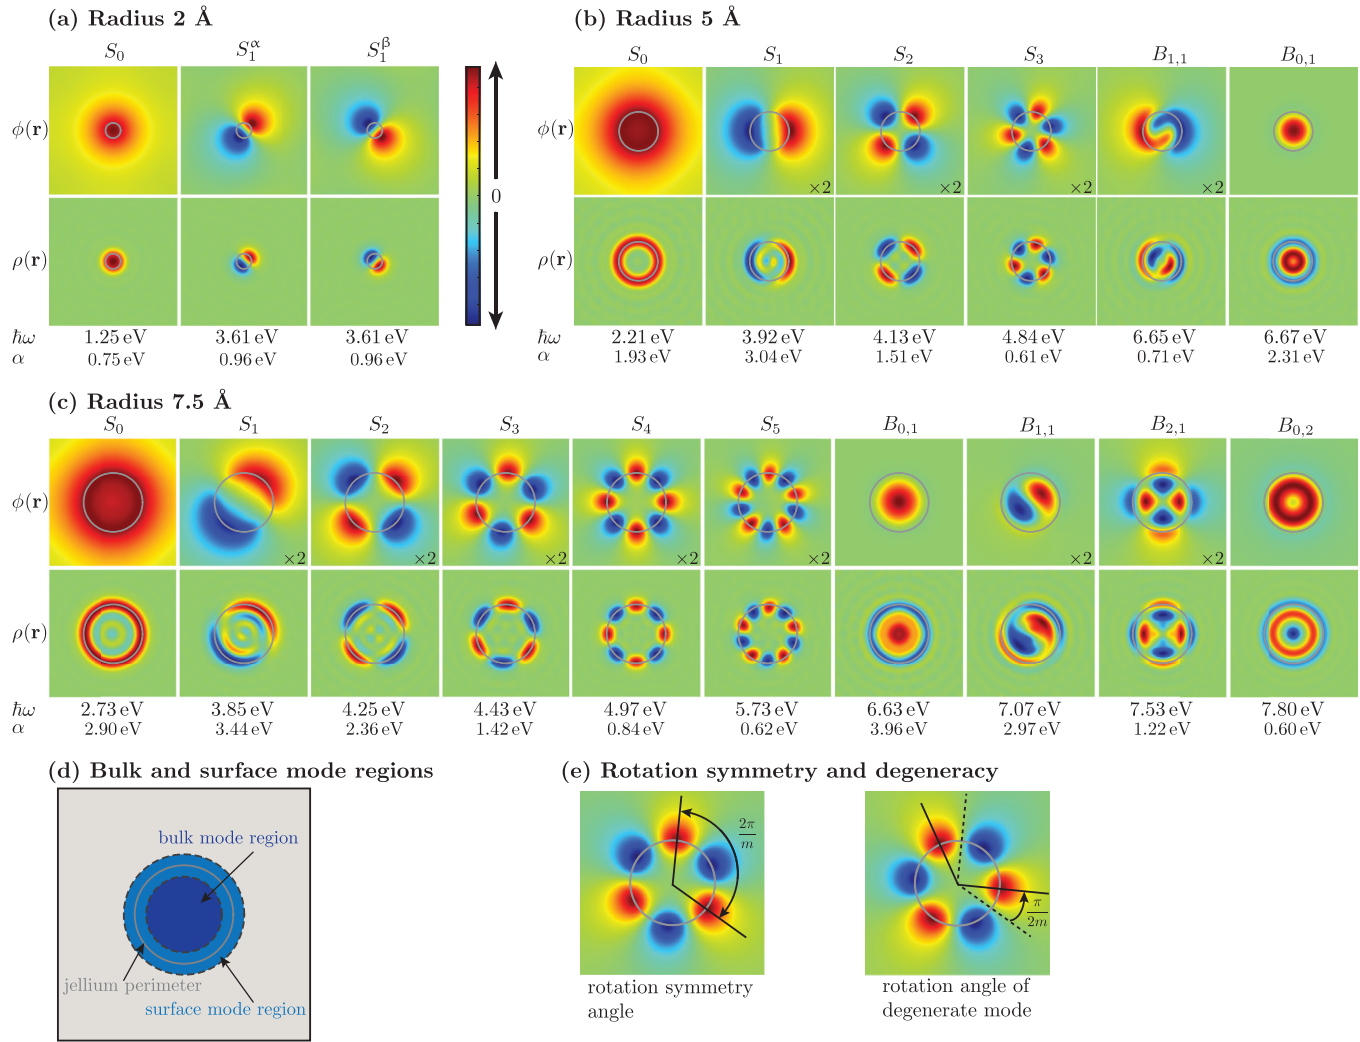 (a) Radius 2 Å
S₀ S₁^α S₁^β
ϕ(r)
0
ρ(r)
ħω 1.25 eV 3.61 eV 3.61 eV
α 0.75 eV 0.96 eV 0.96 eV
(b) Radius 5 Å
S₀ S₁ S₂ S₃ B₁,₁ B₀,₁
ϕ(r)
×2 ×2 ×2 ×2
ρ(r)
ħω 2.21 eV 3.92 eV 4.13 eV 4.84 eV 6.65 eV 6.67 eV
α 1.93 eV 3.04 eV 1.51 eV 0.61 eV 0.71 eV 2.31 eV
(c) Radius 7.5 Å
S₀ S₁ S₂ S₃ S₄ S₅ B₀,₁ B₁,₁ B₂,₁ B₀,₂
ϕ(r)
×2 ×2 ×2 ×2 ×2 ×2 ×2
ρ(r)
ħω 2.73 eV 3.85 eV 4.25 eV 4.43 eV 4.97 eV 5.73 eV 6.63 eV 7.07 eV 7.53 eV 7.80 eV
α 2.90 eV 3.44 eV 2.36 eV 1.42 eV 0.84 eV 0.62 eV 3.96 eV 2.97 eV 1.22 eV 0.60 eV
(d) Bulk and surface mode regions
bulk mode region
jellium perimeter
surface mode region
(e) Rotation symmetry and degeneracy
2π/m
rotation symmetry
angle
π/2m
rotation angle of
degenerate mode